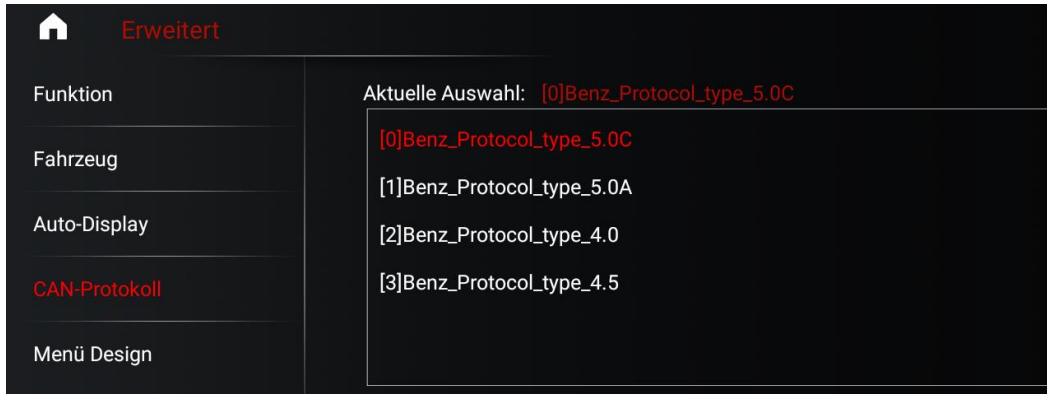 Erweitert
Funktion
Fahrzeug
Auto-Display
CAN-Protokoll
Menü Design
Aktuelle Auswahl: [0]Benz_Protocol_type_5.0C
[0]Benz_Protocol_type_5.0C
[1]Benz_Protocol_type_5.0A
[2]Benz_Protocol_type_4.0
[3]Benz_Protocol_type_4.5